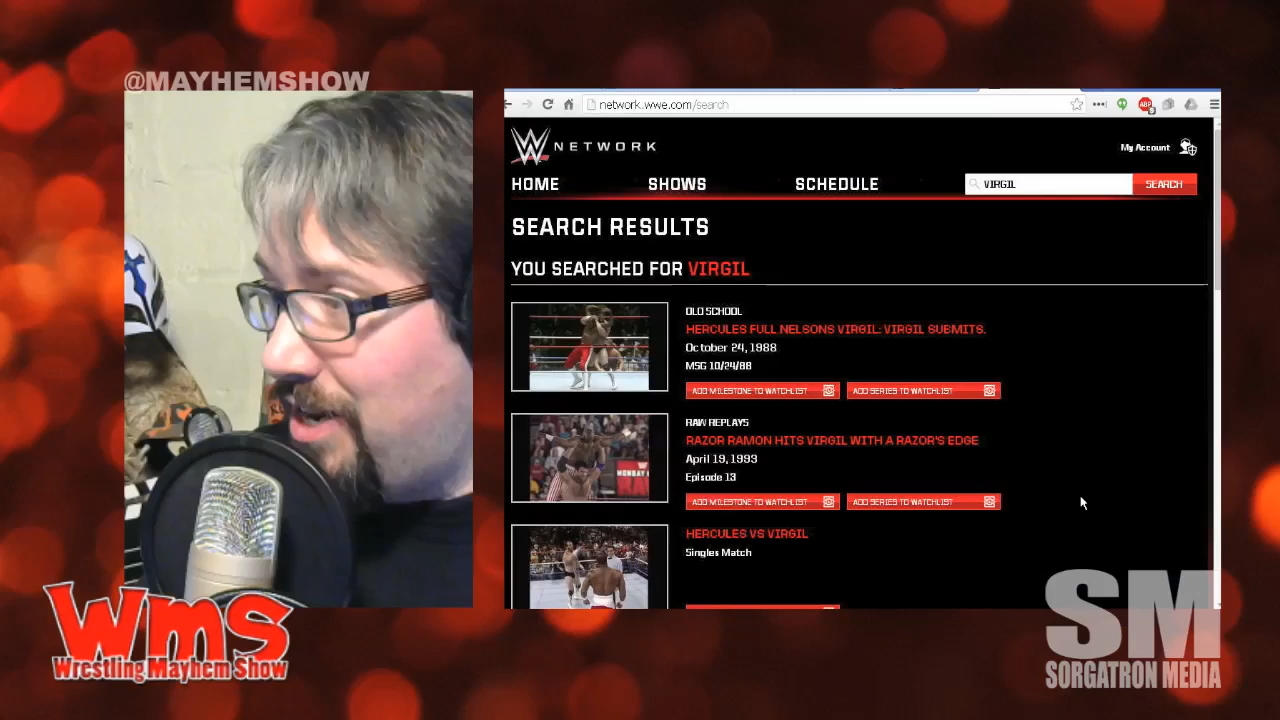 @MAYHEMSHOW
network.wwe.com/search
ABP
W NETWORK
My Account
HOME SHOWS SCHEDULE VIRGIL SEARCH
SEARCH RESULTS
YOU SEARCHED FOR VIRGIL
OLD SCHOOL
HERCULES FULL NELSONS VIRGIL: VIRGIL SUBMITS.
October 24, 1988
MSG 10/24/88
ADD MILESTONE TO WATCHLIST ADD SERIES TO WATCHLIST
RAW REPLAYS
RAZOR RAMON HITS VIRGIL WITH A RAZOR'S EDGE
April 19, 1993
Episode 13
ADD MILESTONE TO WATCHLIST ADD SERIES TO WATCHLIST
HERCULES VS VIRGIL
Singles Match
WMS
Wrestling Mayhem Show
SM
SORGATRON MEDIA